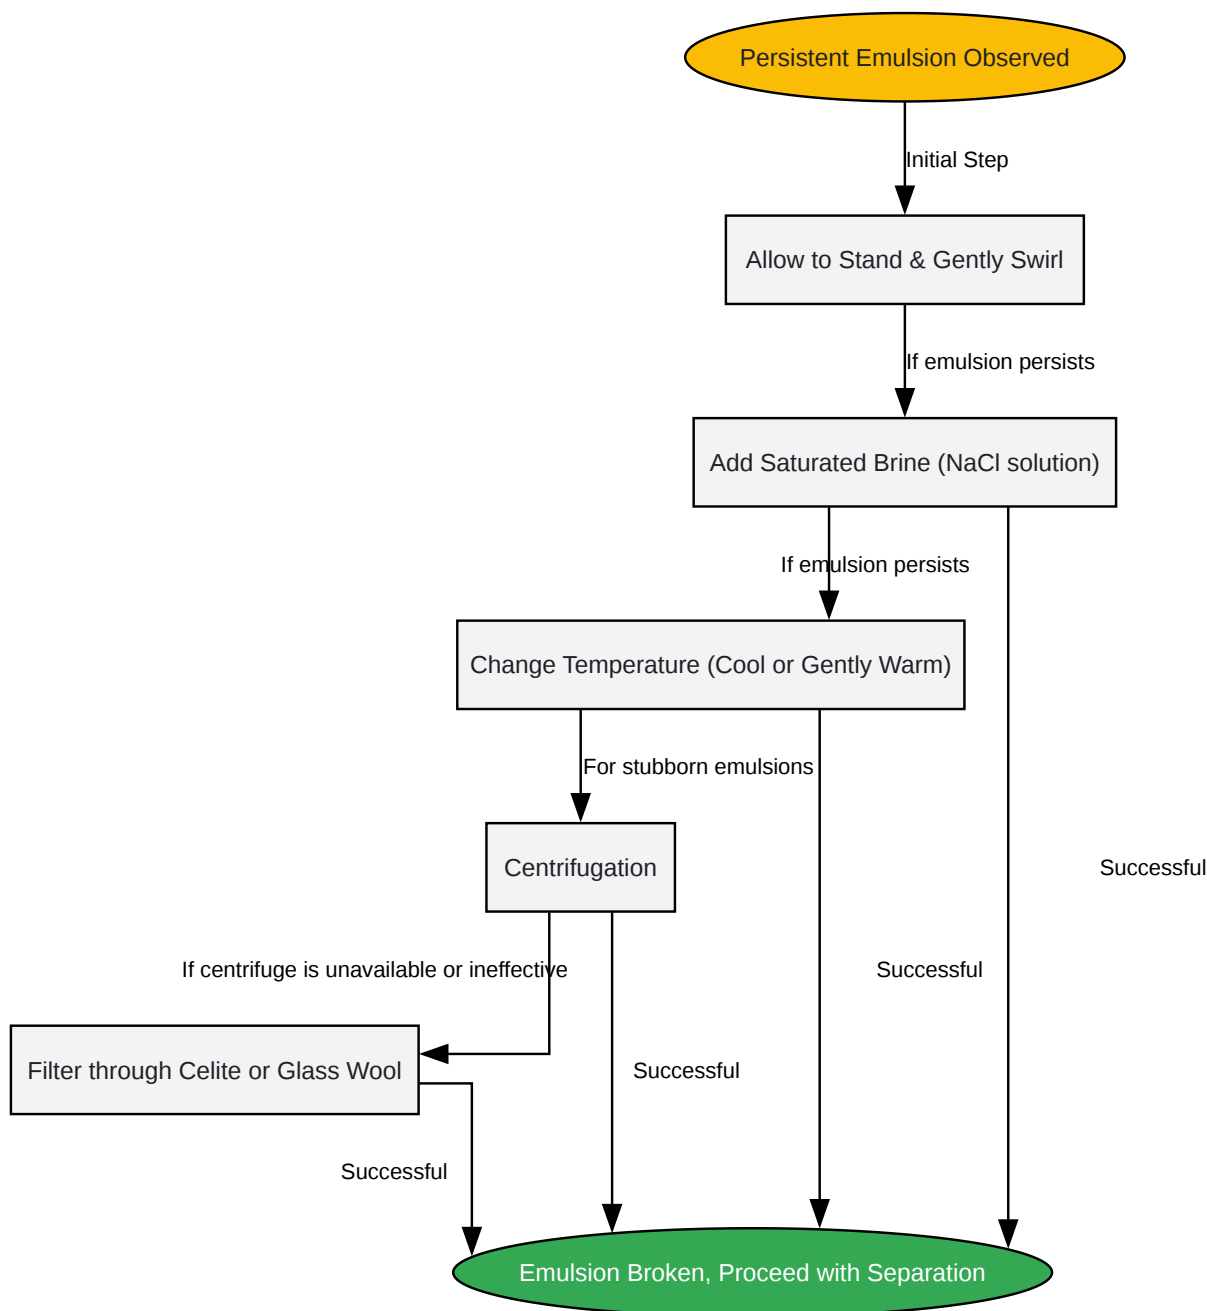 Persistent Emulsion Observed
Initial Step
Allow to Stand & Gently Swirl
If emulsion persists
Add Saturated Brine (NaCl solution)
If emulsion persists
Change Temperature (Cool or Gently Warm)
For stubborn emulsions
Centrifugation
Successful
If centrifuge is unavailable or ineffective
Successful
Filter through Celite or Glass Wool
Successful
Successful
Emulsion Broken, Proceed with Separation